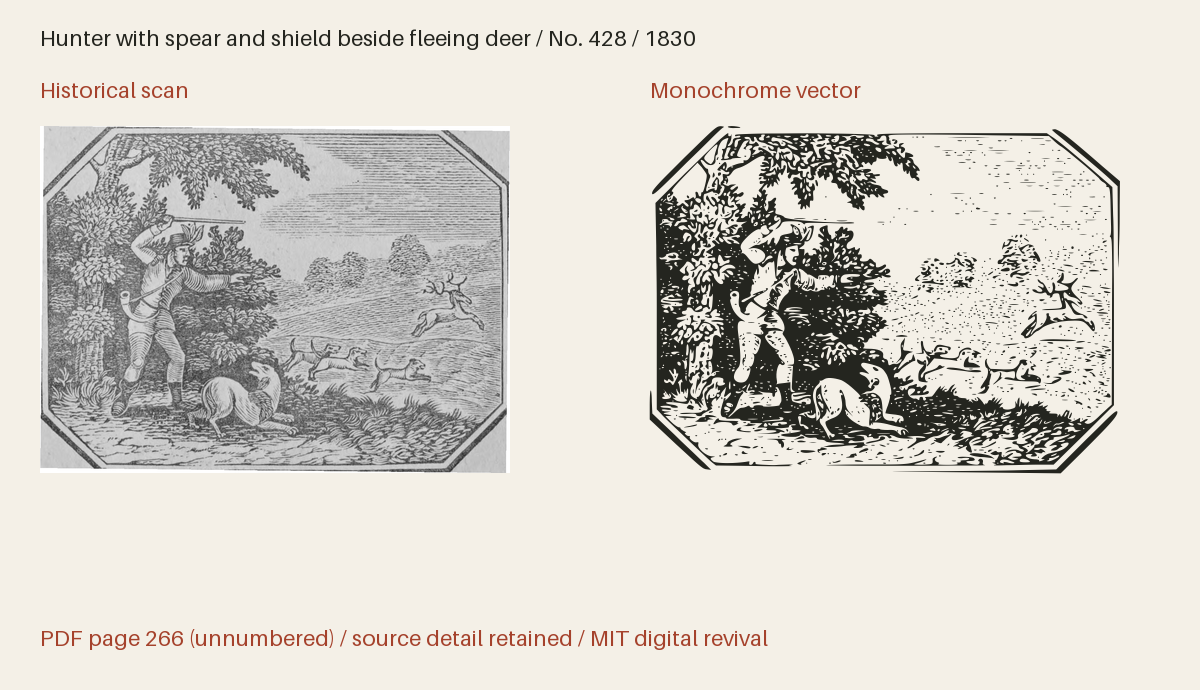 Hunter with spear and shield beside fleeing deer / No. 428 / 1830
Historical scan
Monochrome vector
PDF page 266 (unnumbered) / source detail retained / MIT digital revival